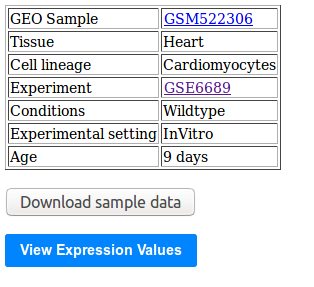 GEO Sample GSM522306
Tissue Heart
Cell lineage Cardiomyocytes
Experiment GSE6689
Conditions Wildtype
Experimental setting InVitro
Age 9 days
Download sample data
View Expression Values